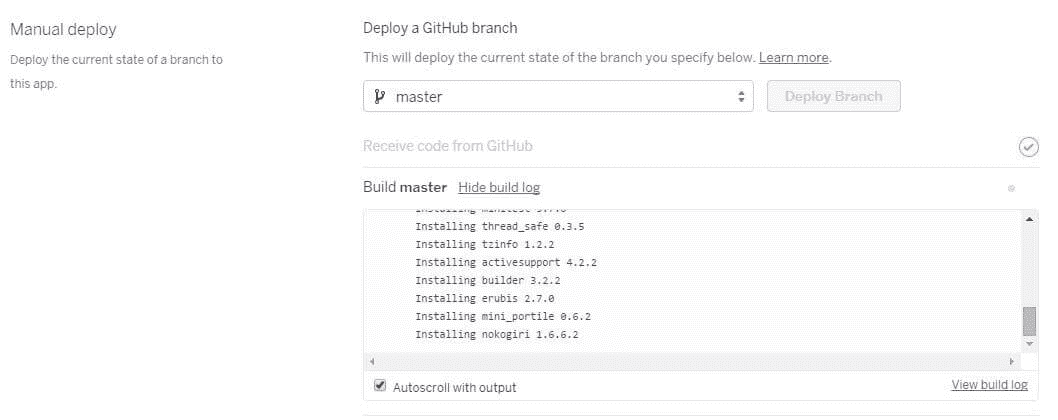 Manual deploy
Deploy the current state of a branch to
this app.
Deploy a GitHub branch
This will deploy the current state of the branch you specify below. Learn more.
master
Deploy Branch
Receive code from GitHub
Build master Hide build log
Installing thread_safe 0.3.5
Installing tzinfo 1.2.2
Installing activesupport 4.2.2
Installing builder 3.2.2
Installing erubis 2.7.0
Installing mini_portile 0.6.2
Installing nokogiri 1.6.6.2
Autoscroll with output
View build log